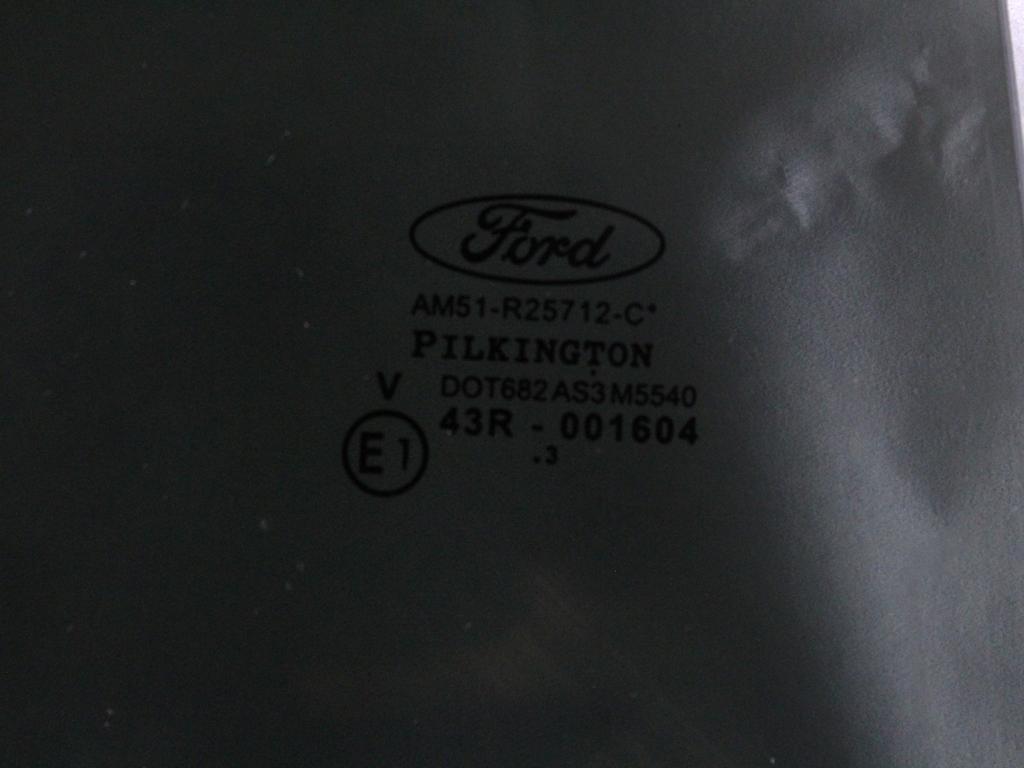 Ford
AM51-R25712-C*
PILKINGTON
V DOT682 AS3 M5540
E1 43R - 001604
.3